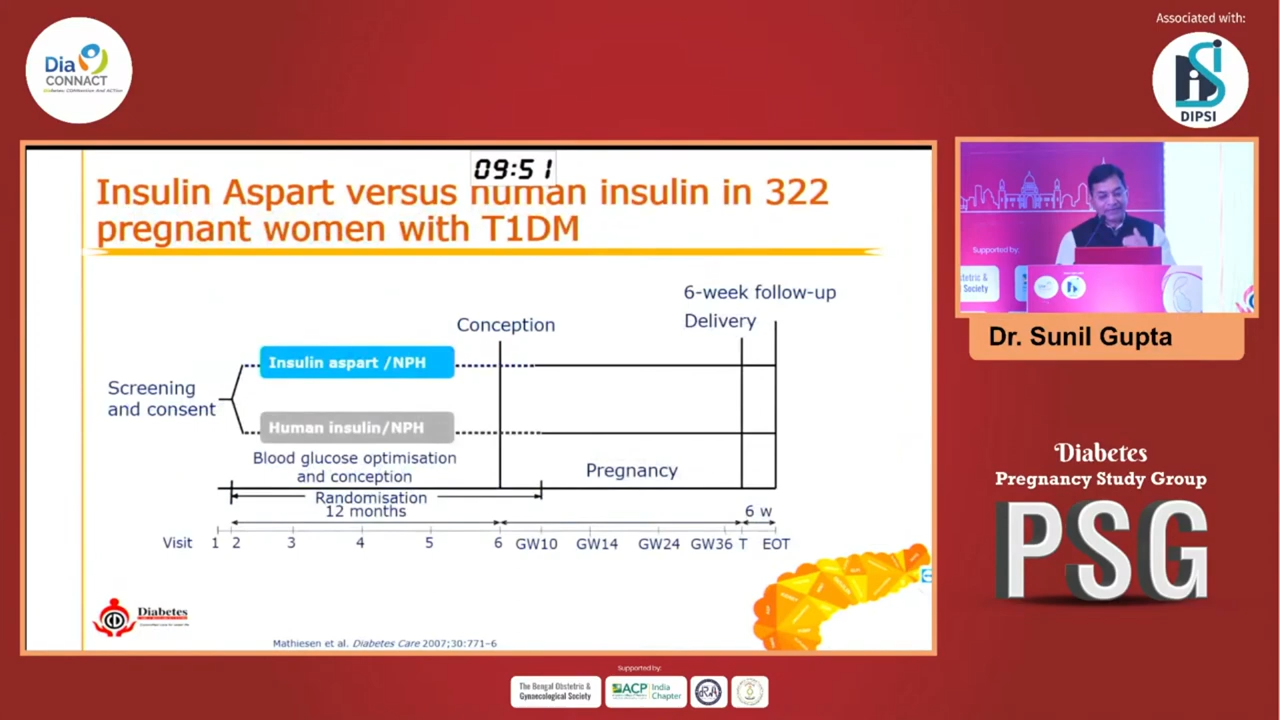 Dia
CONNACT
Associated with:
DIPSI
09:51
Insulin Aspart versus human insulin in 322
pregnant women with T1DM
6-week follow-up
Delivery
Conception
Insulin aspart /NPH
Screening
and consent
Human insulin/NPH
Blood glucose optimisation
and conception
Pregnancy
Randomisation
12 months
6 w
Visit 1 2 3 4 5 6 GW10 GW14 GW24 GW36 T EOT
Diabetes
Mathiesen et al. Diabetes Care 2007;30:771–6
Supported by:
Dr. Sunil Gupta
Diabetes
Pregnancy Study Group
PSG
Supported by:
The Bengal Obstetric &
Gynaecological Society
ACP India
Chapter